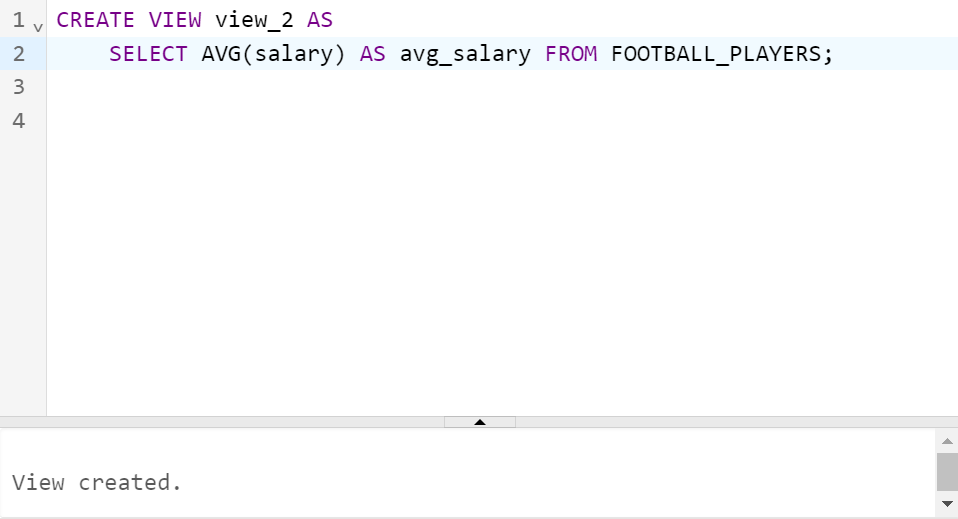 1 CREATE VIEW view_2 AS
2     SELECT AVG(salary) AS avg_salary FROM FOOTBALL_PLAYERS;
3
4
View created.